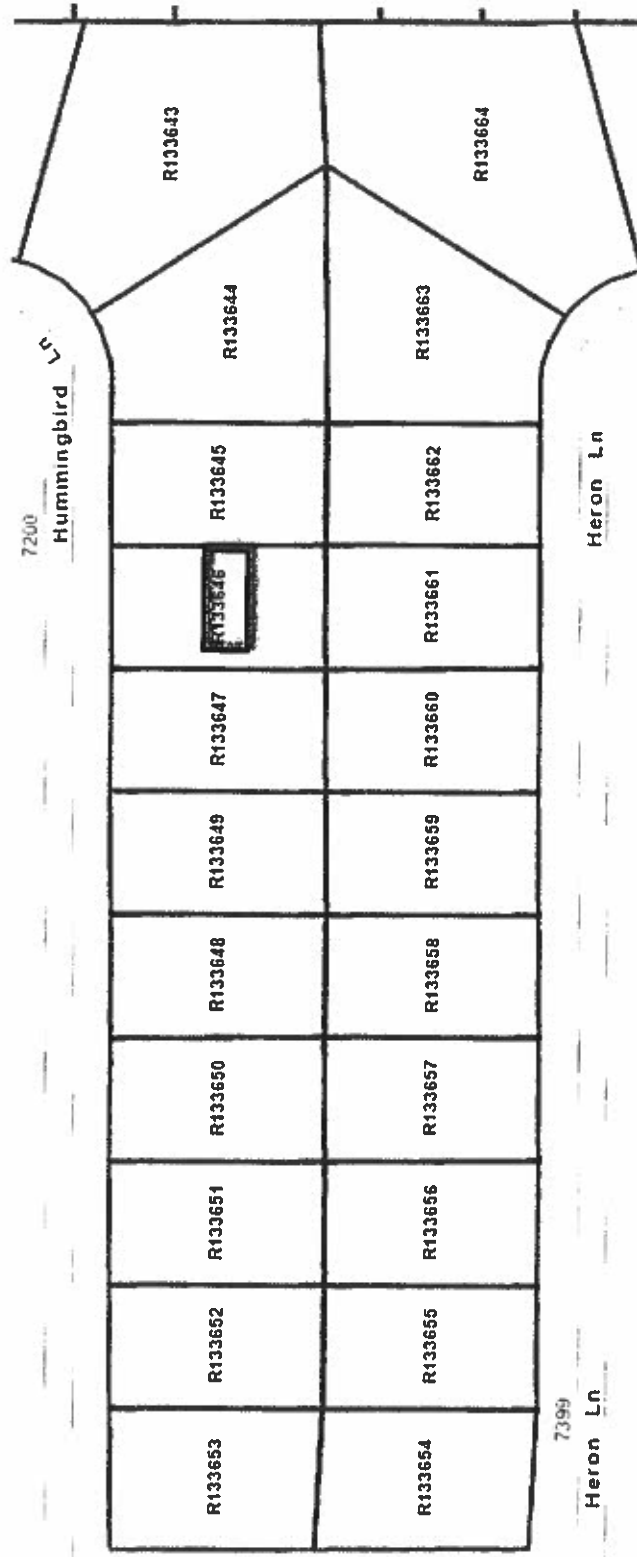 7200
Hummingbird Ln
R133653
R133652
R133651
R133650
R133648
R133649
R133647
R133646
R133645
R133644
R133643
R133654
R133655
R133656
R133657
R133658
R133659
R133660
R133661
R133662
R133663
R133664
7399
Heron Ln
Heron Ln